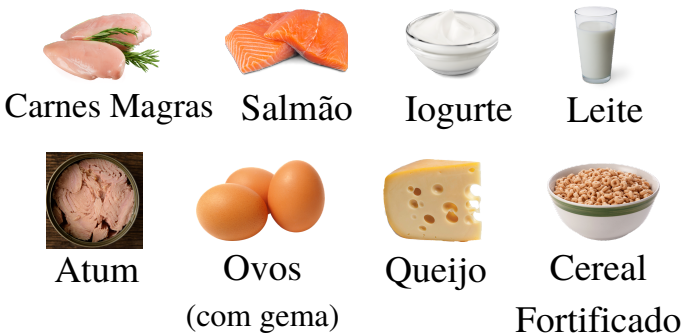 Carnes Magras
Salmão
Iogurte
Leite
Atum
Ovos
(com gema)
Queijo
Cereal
Fortificado